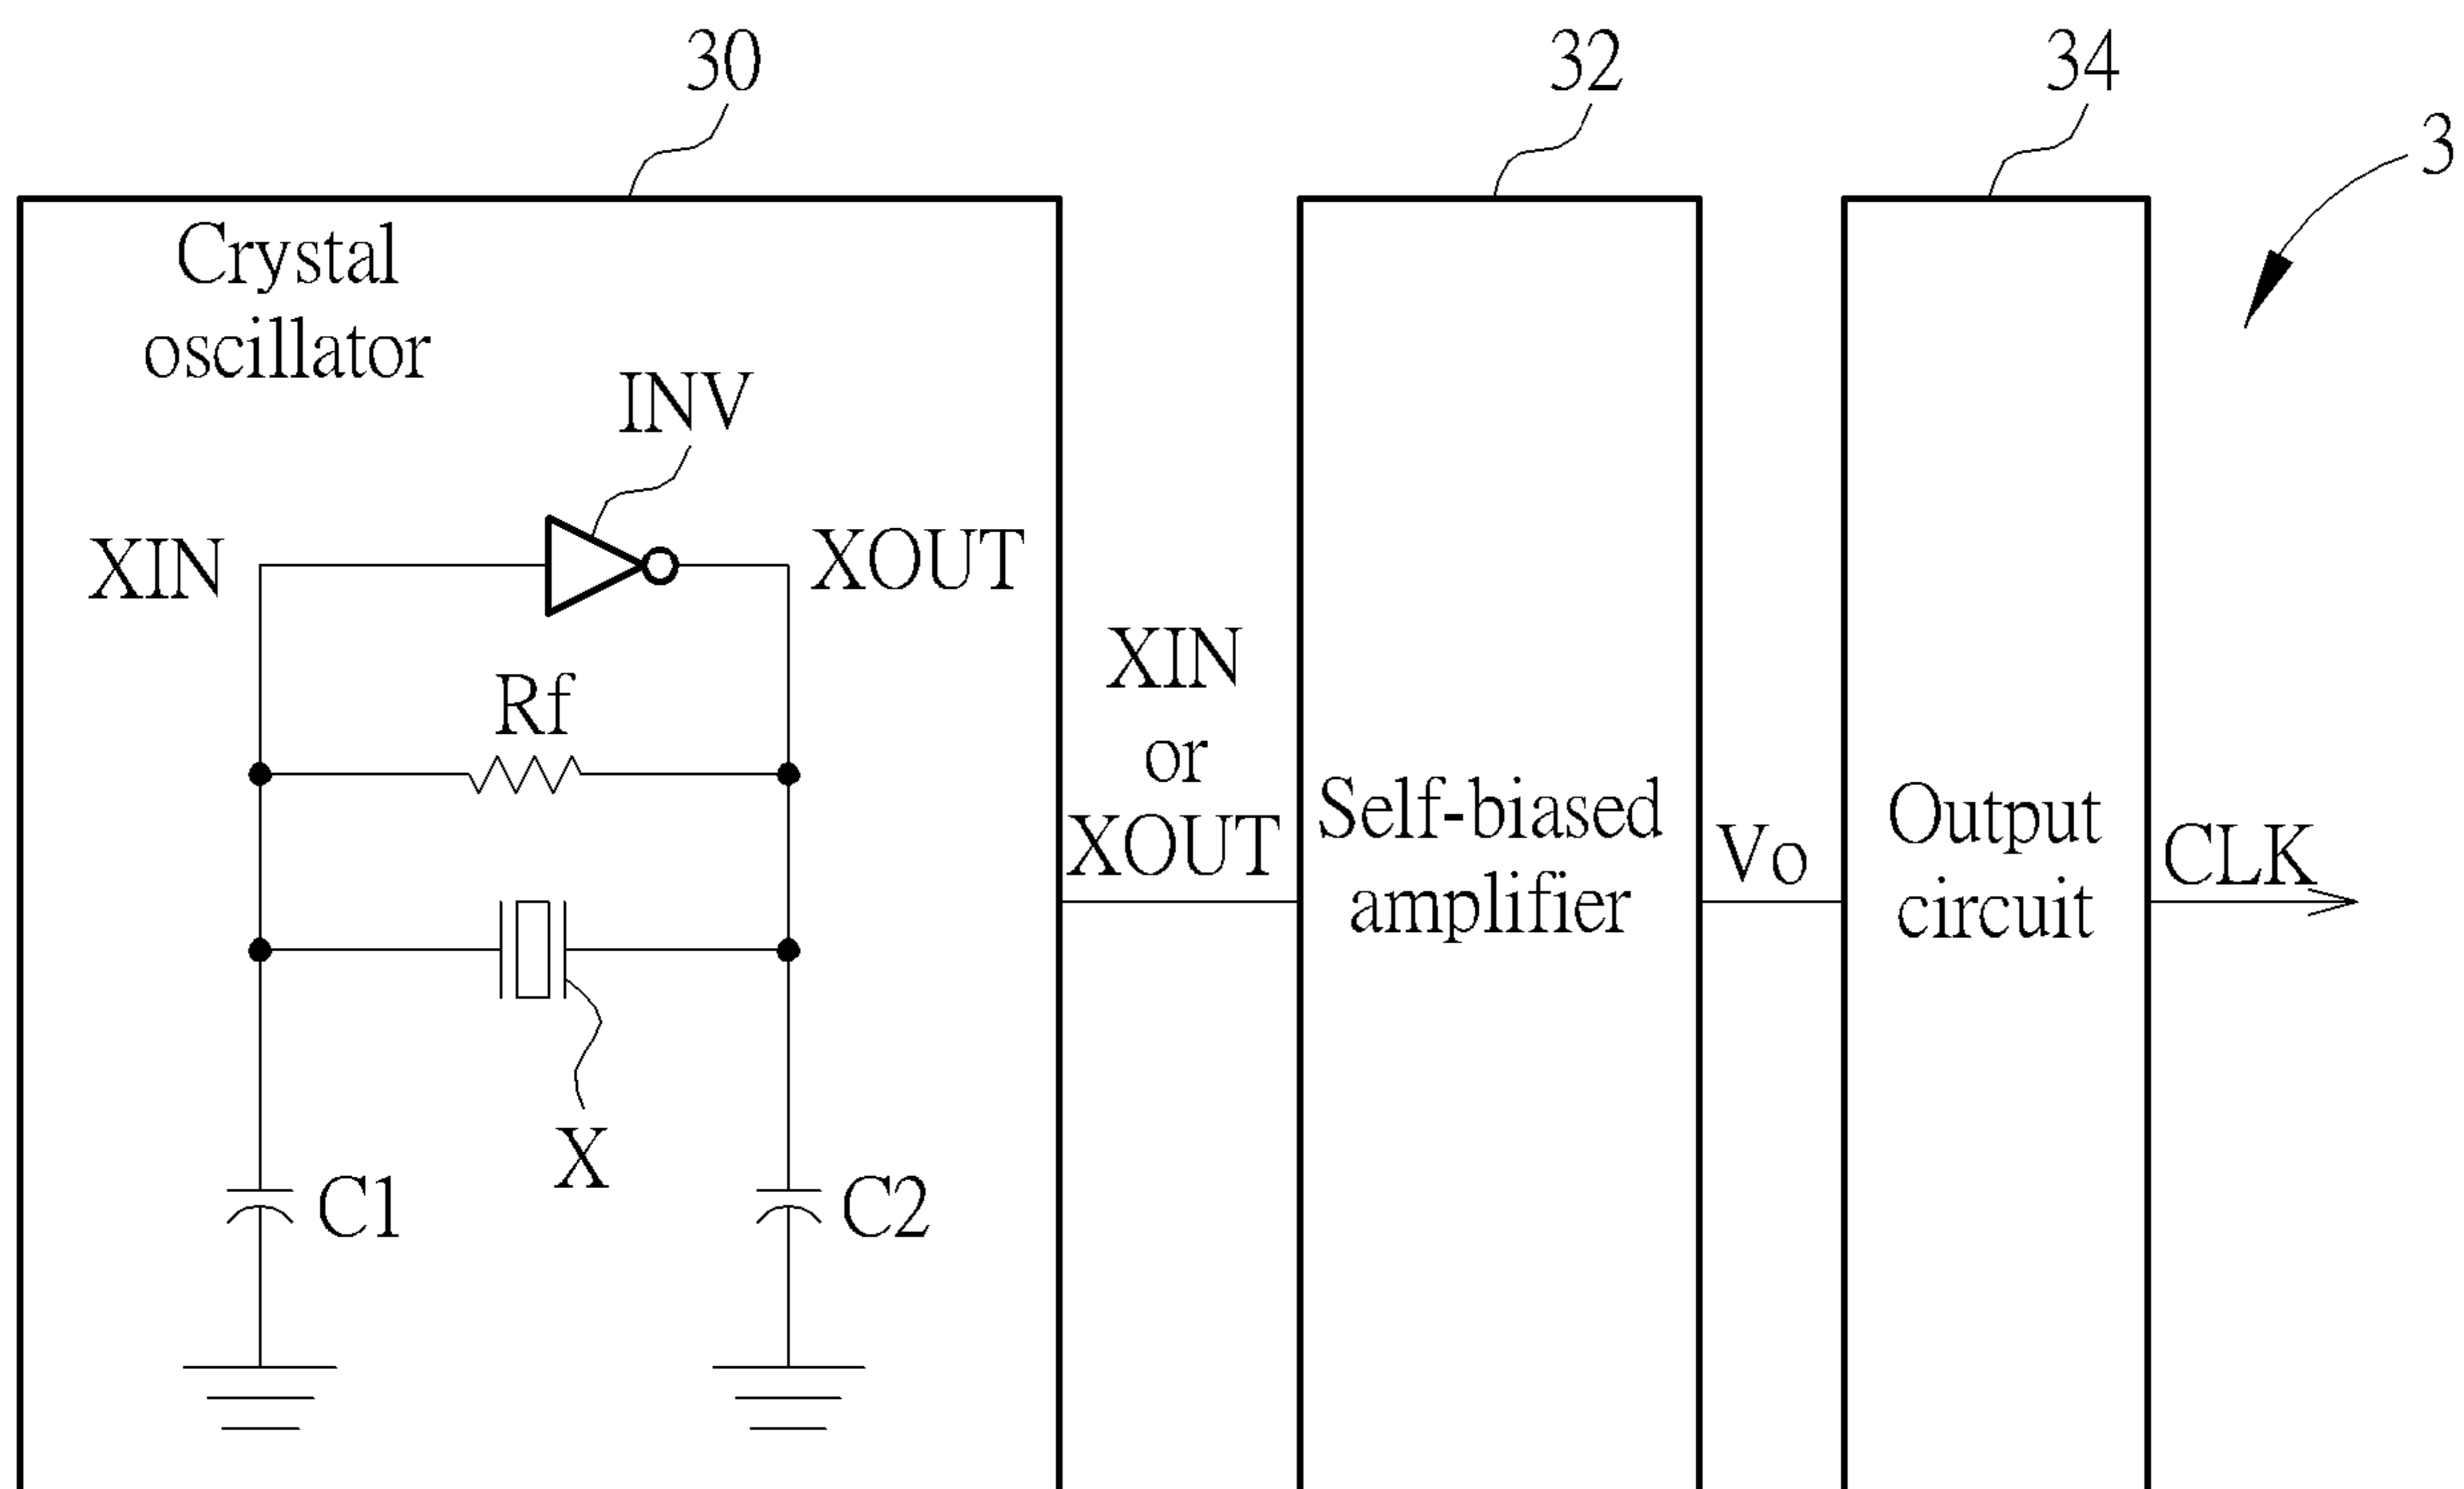 30
32
34
3
Crystal
oscillator
INV
XIN
XOUT
Rf
X
C1
C2
XIN
or
XOUT
Self-biased
amplifier
Vo
Output
circuit
CLK